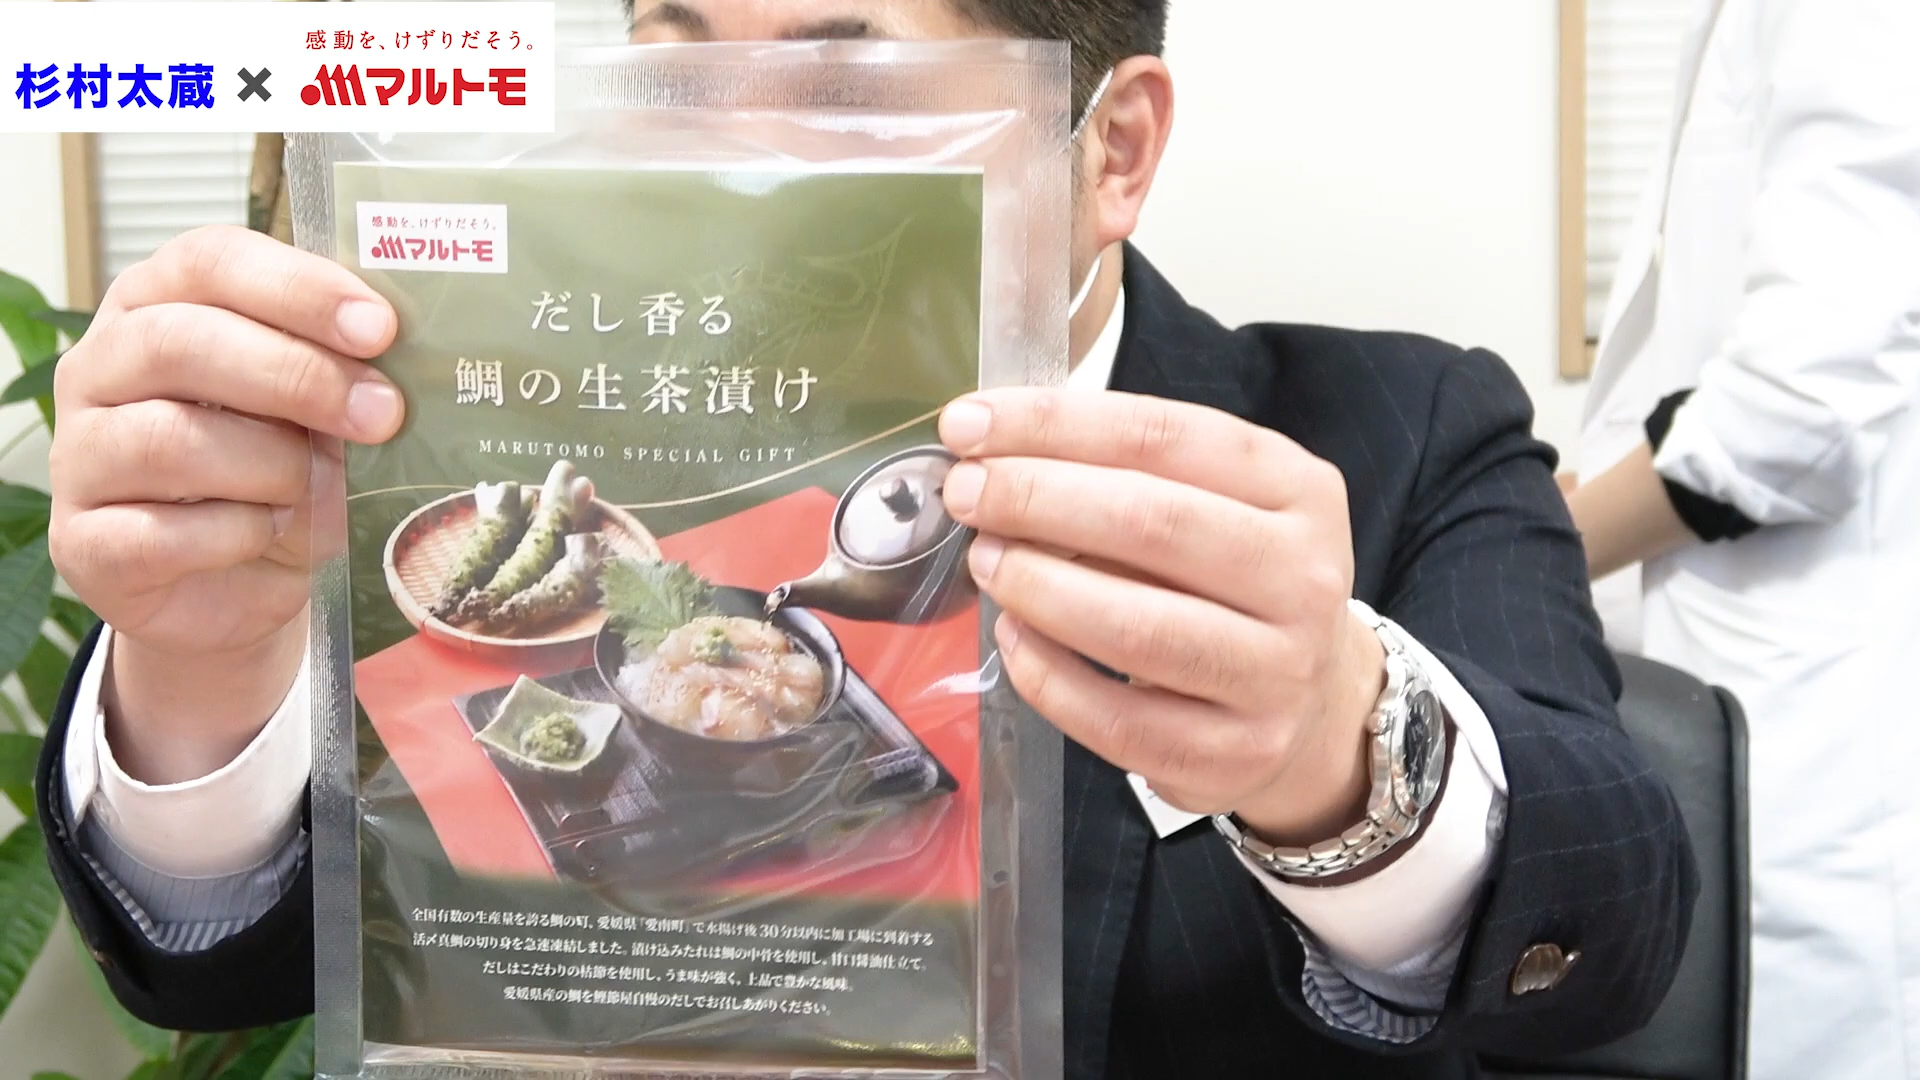 感動を、けずりだそう。
杉村太蔵 × マルトモ
感動を、けずりだそう。
マルトモ
だし香る
鯛の生茶漬け
MARUTOMO SPECIAL GIFT
全国有数の生産量を誇る鯛の町、愛媛県「愛南町」で水揚げ後30分以内に加工場に到着する
活〆真鯛の切り身を急速凍結しました。漬け込みたれは鯛の中骨を使用し、甘口醤油仕立て。
だしはこだわりの枯節を使用し、うま味が強く、上品で豊かな風味。
愛媛県産の鯛を鰹節屋自慢のだしでお召しあがりください。